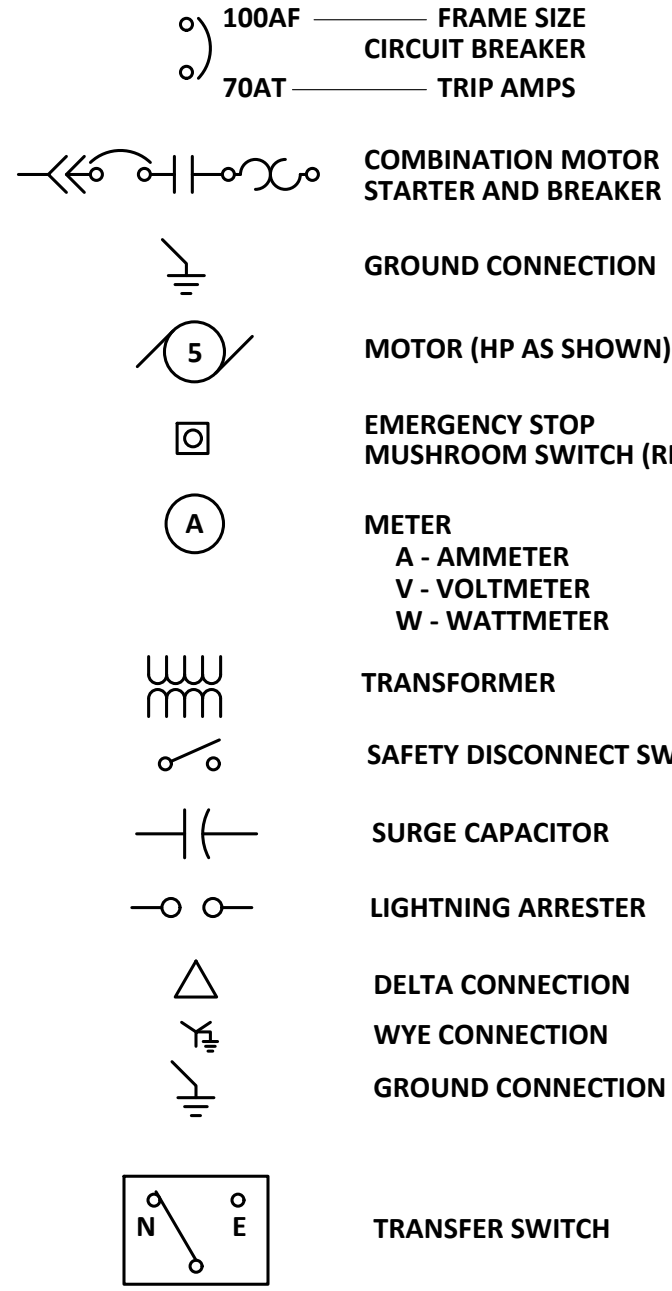 100AF FRAME SIZE
CIRCUIT BREAKER
70AT TRIP AMPS
COMBINATION MOTOR
STARTER AND BREAKER
GROUND CONNECTION
5 MOTOR (HP AS SHOWN)
EMERGENCY STOP
MUSHROOM SWITCH
A METER
A - AMMETER
V - VOLTMETER
W - WATTMETER
TRANSFORMER
SAFETY DISCONNECT
SURGE CAPACITOR
LIGHTNING ARRESTER
DELTA CONNECTION
WYE CONNECTION
GROUND CONNECTION
N E TRANSFER SWITCH